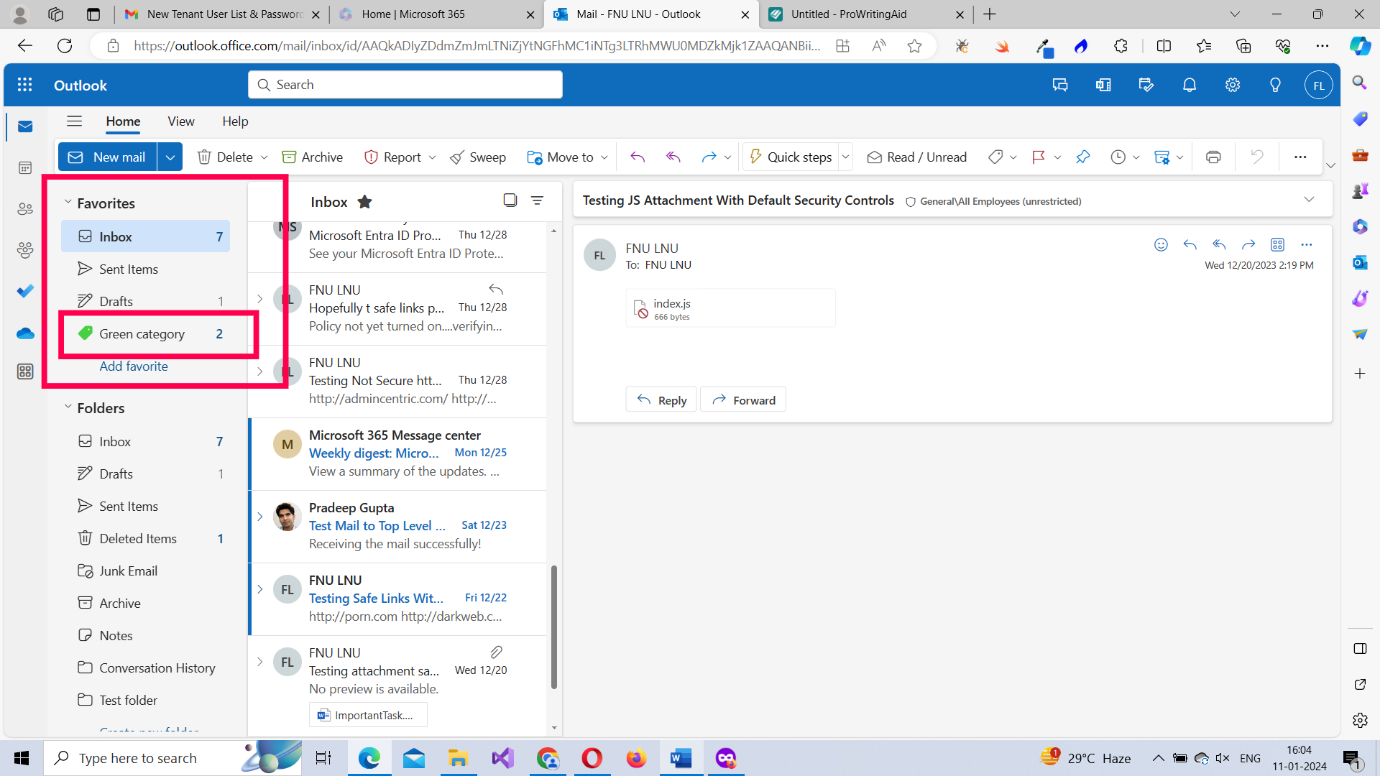 New Tenant User List & Passwor
Home | Microsoft 365
Mail - FNU LNU - Outlook
Untitled - ProWritingAid
https://outlook.office.com/mail/inbox/id/AAQkADIyZDdmZmJmLTNiZjYtNGFhMC1iNTg3LTRhMWU0MDZkMjk1ZAAQANBii...
Outlook
Search
FL
Home View Help
New mail
Delete
Archive
Report
Sweep
Move to
Quick steps
Read / Unread
Favorites
Inbox 7
Sent Items
Drafts 1
Green category 2
Add favorite
Folders
Inbox 7
Drafts 1
Sent Items
Deleted Items 1
Junk Email
Archive
Notes
Conversation History
Test folder
Create new folder
Inbox
MS
Microsoft Entra ID Pro... Thu 12/28
See your Microsoft Entra ID Prote...
FNU LNU
Hopefully t safe links p... Thu 12/28
Policy not yet turned on....verifyin...
FNU LNU
Testing Not Secure htt... Thu 12/28
http://admincentric.com/ http://...
M
Microsoft 365 Message center
Weekly digest: Micro... Mon 12/25
View a summary of the updates. ...
Pradeep Gupta
Test Mail to Top Level ... Sat 12/23
Receiving the mail successfully!
FL
FNU LNU
Testing Safe Links Wit... Fri 12/22
http://porn.com http://darkweb.c...
FL
FNU LNU
Testing attachment sa... Wed 12/20
No preview is available.
ImportantTask....
Testing JS Attachment With Default Security Controls
General\All Employees (unrestricted)
FL
FNU LNU
To: FNU LNU
Wed 12/20/2023 2:19 PM
index.js
666 bytes
Reply
Forward
Type here to search
1
29°C Haze
ENG
16:04
11-01-2024
1